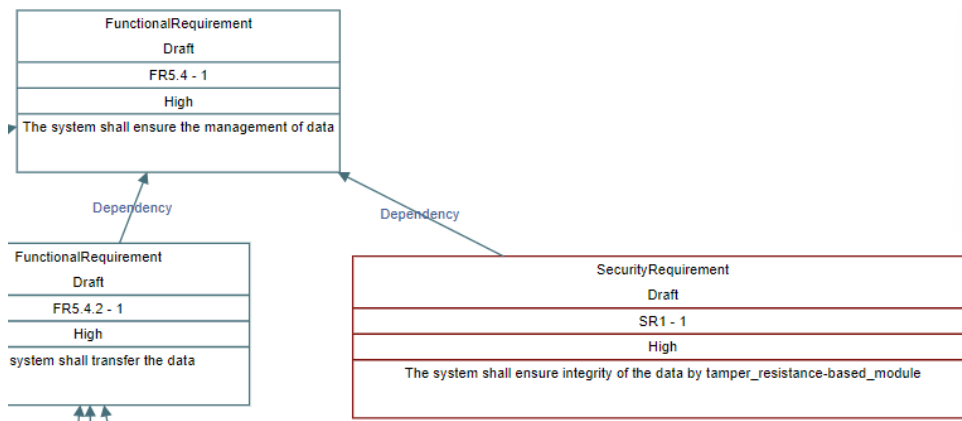 FunctionalRequirement
Draft
FR5.4 - 1
High
The system shall ensure the management of data
Dependency
Dependency
FunctionalRequirement
Draft
FR5.4.2 - 1
High
system shall transfer the data
SecurityRequirement
Draft
SR1 - 1
High
The system shall ensure integrity of the data by tamper_resistance-based_module